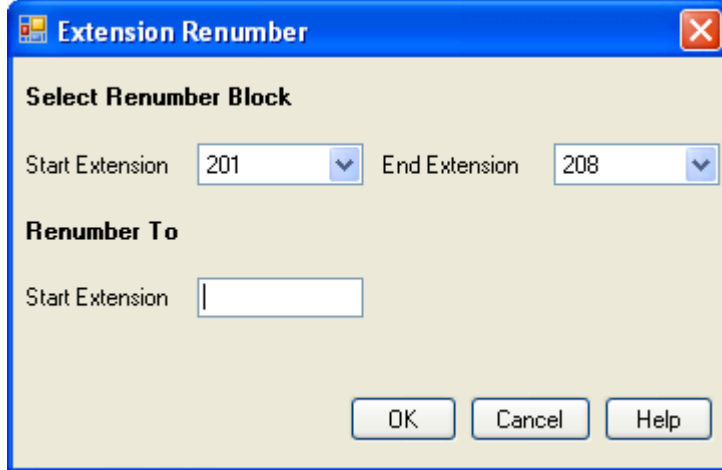 Extension Renumber
Select Renumber Block
Start Extension 201 End Extension 208
Renumber To
Start Extension
OK Cancel Help